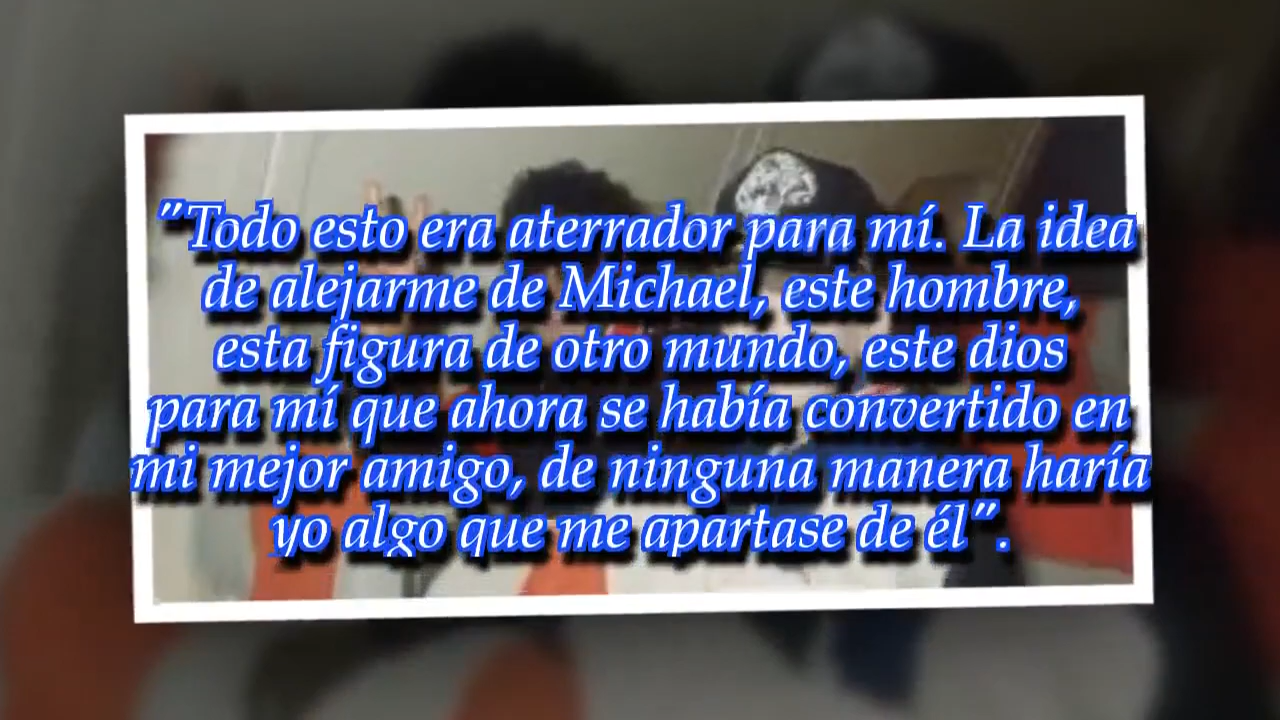 "Todo esto era aterrador para mí. La idea
de alejarme de Michael, este hombre,
esta figura de otro mundo, este dios
para mí que ahora se había convertido en
mi mejor amigo, de ninguna manera haría
yo algo que me apartase de él".